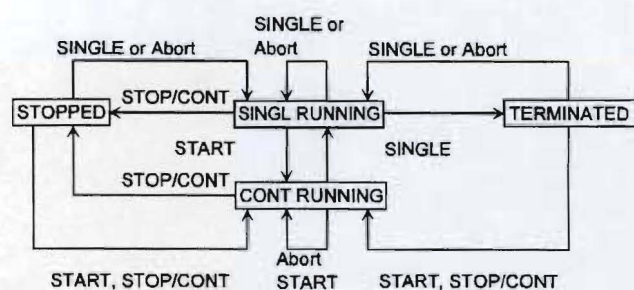 SINGLE or
Abort
SINGLE or Abort
SINGLE or Abort
STOP/CONT
STOPPED
SINGL RUNNING
TERMINATED
START
SINGLE
STOP/CONT
CONT RUNNING
Abort
START, STOP/CONT
START
START, STOP/CONT